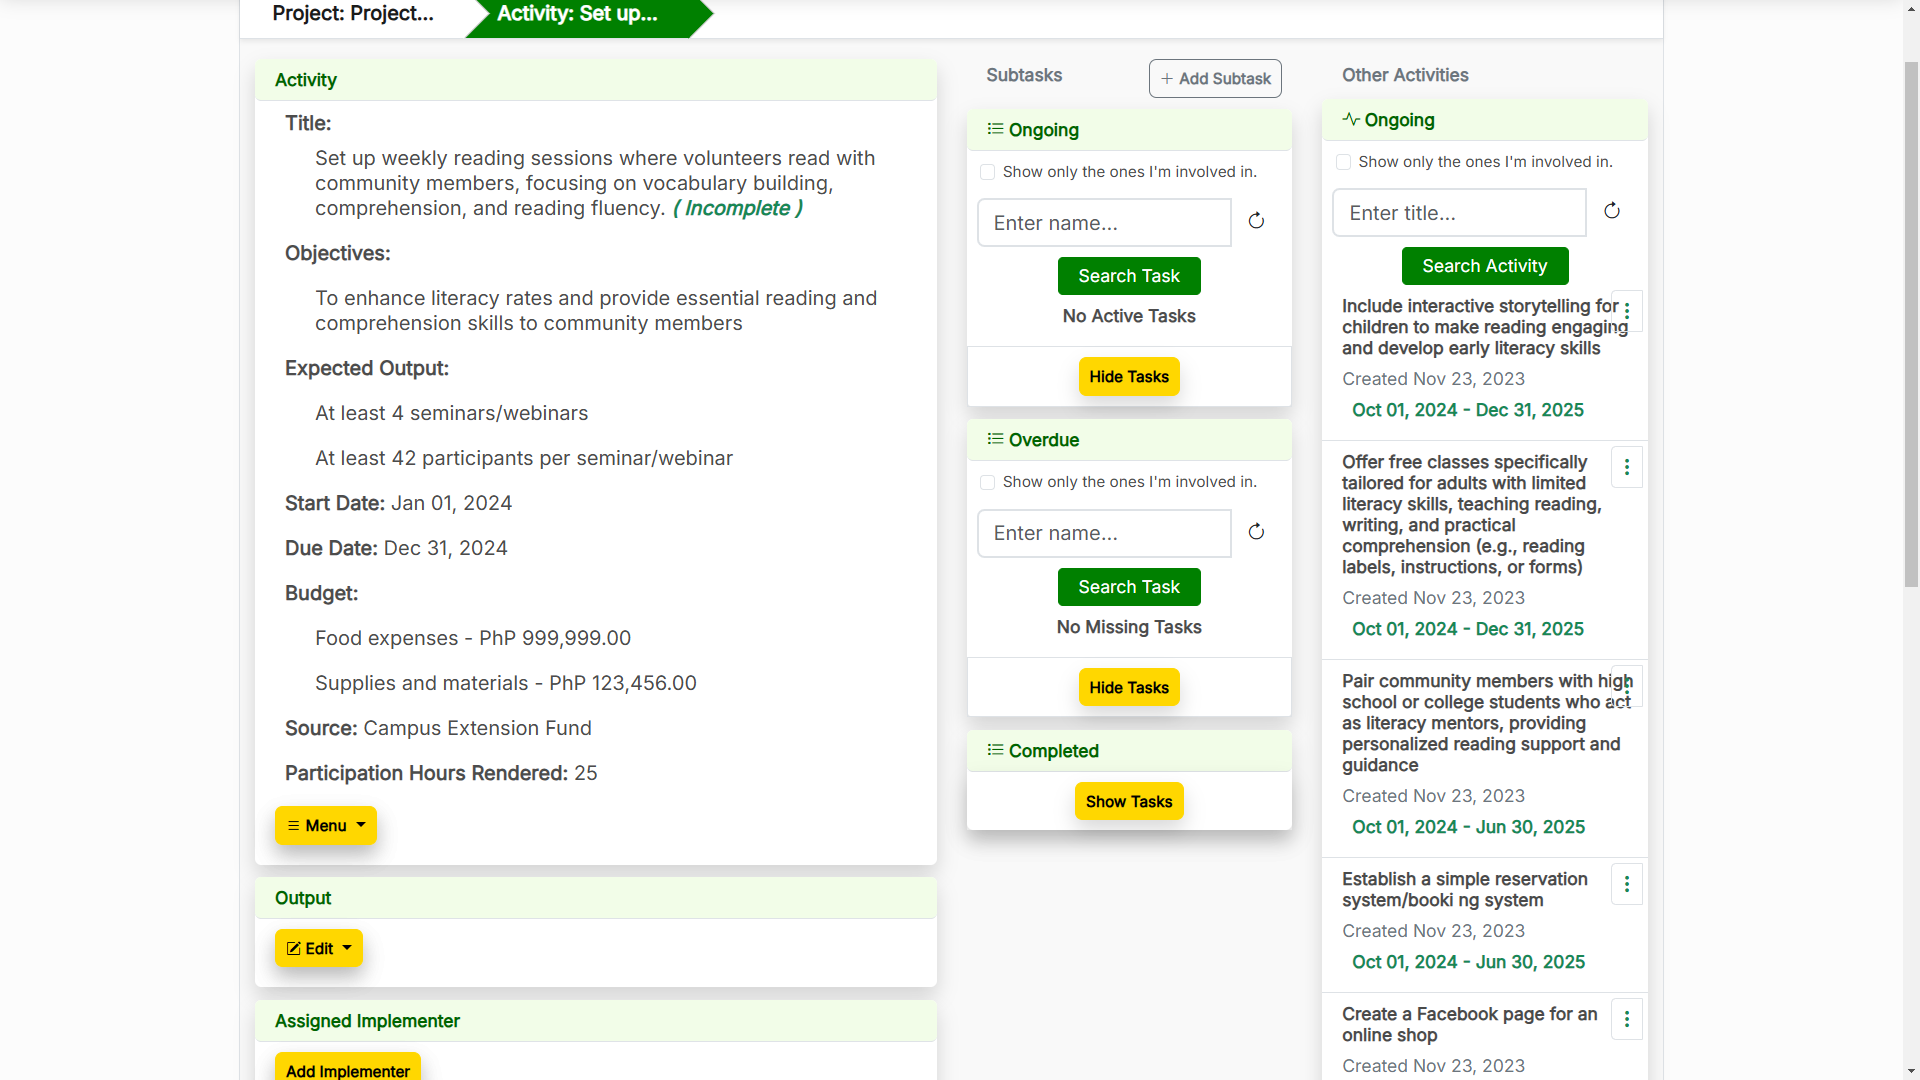 Project: Project...
Activity: Set up...
Activity
Title:
Set up weekly reading sessions where volunteers read with
community members, focusing on vocabulary building,
comprehension, and reading fluency. ( Incomplete )
Objectives:
To enhance literacy rates and provide essential reading and
comprehension skills to community members
Expected Output:
At least 4 seminars/webinars
At least 42 participants per seminar/webinar
Start Date: Jan 01, 2024
Due Date: Dec 31, 2024
Budget:
Food expenses - PhP 999,999.00
Supplies and materials - PhP 123,456.00
Source: Campus Extension Fund
Participation Hours Rendered: 25
Menu
Output
Edit
Assigned Implementer
Add Implementer
Subtasks
+ Add Subtask
Ongoing
Show only the ones I'm involved in.
Enter name...
Search Task
No Active Tasks
Hide Tasks
Overdue
Show only the ones I'm involved in.
Enter name...
Search Task
No Missing Tasks
Hide Tasks
Completed
Show Tasks
Other Activities
Ongoing
Show only the ones I'm involved in.
Enter title...
Search Activity
Include interactive storytelling for
children to make reading engaging
and develop early literacy skills
Created Nov 23, 2023
Oct 01, 2024 - Dec 31, 2025
Offer free classes specifically
tailored for adults with limited
literacy skills, teaching reading,
writing, and practical
comprehension (e.g., reading
labels, instructions, or forms)
Created Nov 23, 2023
Oct 01, 2024 - Dec 31, 2025
Pair community members with high
school or college students who act
as literacy mentors, providing
personalized reading support and
guidance
Created Nov 23, 2023
Oct 01, 2024 - Jun 30, 2025
Establish a simple reservation
system/booki ng system
Created Nov 23, 2023
Oct 01, 2024 - Jun 30, 2025
Create a Facebook page for an
online shop
Created Nov 23, 2023